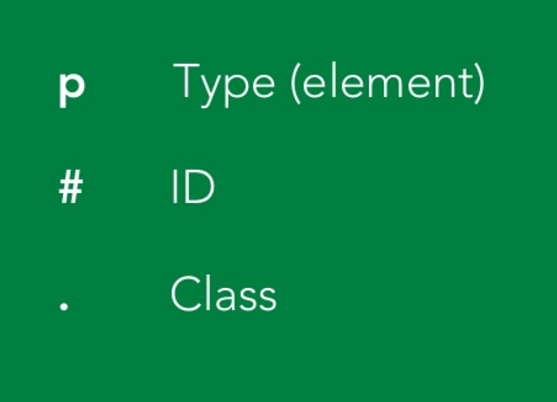 p Type (element)
# ID
. Class